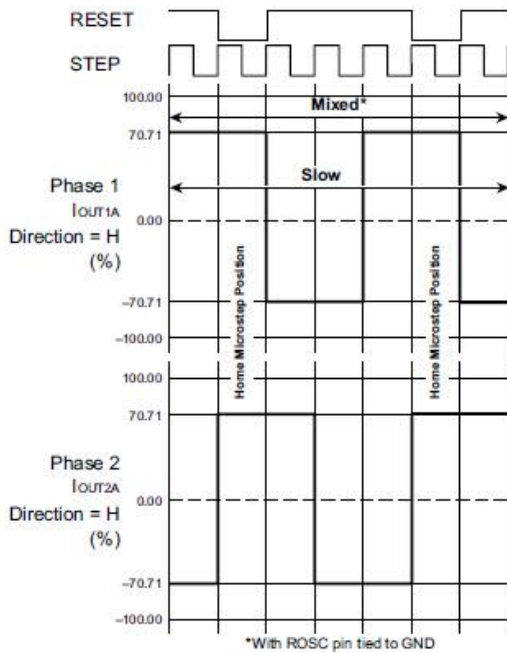 RESET
STEP
100.00
Mixed*
70.71
Slow
Phase 1
IOUT1A
Direction = H
(%)
0.00
Home Microstep Position
Home Microstep Position
–70.71
–100.00
100.00
70.71
Phase 2
IOUT2A
Direction = H
(%)
0.00
–70.71
–100.00
*With ROSC pin tied to GND